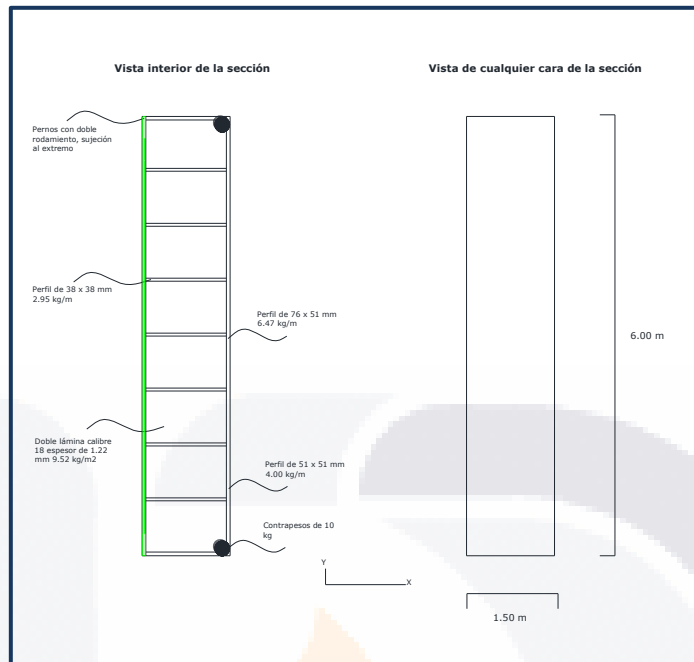 Vista interior de la sección
Vista de cualquier cara de la sección
Pernos con doble
rodamiento, sujeción
al extremo
Perfil de 38 x 38 mm
2.95 kg/m
Perfil de 76 x 51 mm
6.47 kg/m
6.00 m
Doble lámina calibre
18 espesor de 1.22
mm 9.52 kg/m2
Perfil de 51 x 51 mm
4.00 kg/m
Contrapesos de 10
kg
Y
X
1.50 m